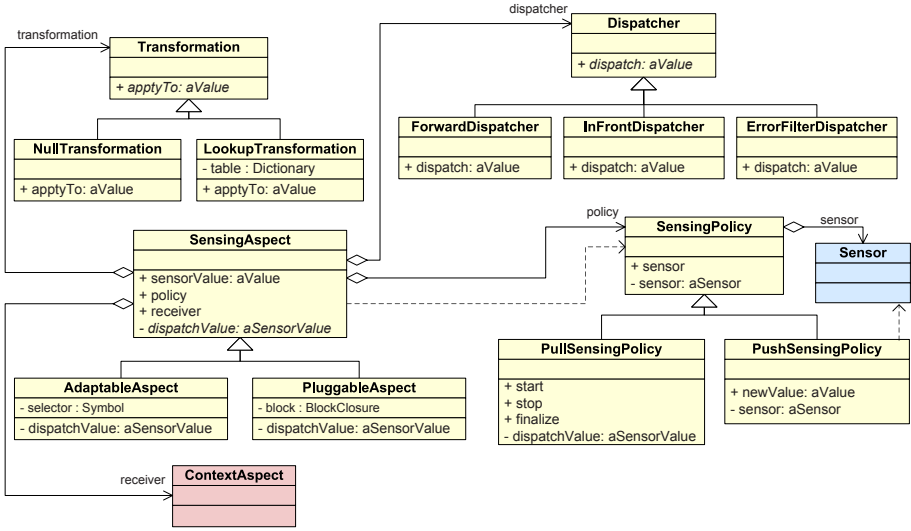 dispatcher
Dispatcher
+ dispatch: aValue
transformation
Transformation
+ apptyTo: aValue
NullTransformation
+ apptyTo: aValue
LookupTransformation
- table : Dictionary
+ apptyTo: aValue
ForwardDispatcher
+ dispatch: aValue
InFrontDispatcher
+ dispatch: aValue
ErrorFilterDispatcher
+ dispatch: aValue
SensingAspect
+ sensorValue: aValue
+ policy
+ receiver
- dispatchValue: aSensorValue
policy
SensingPolicy
+ sensor
- sensor: aSensor
sensor
Sensor
PullSensingPolicy
+ start
+ stop
+ finalize
- dispatchValue: aSensorValue
PushSensingPolicy
+ newValue: aValue
- sensor: aSensor
AdaptableAspect
- selector : Symbol
- dispatchValue: aSensorValue
PluggableAspect
- block : BlockClosure
- dispatchValue: aSensorValue
receiver
ContextAspect